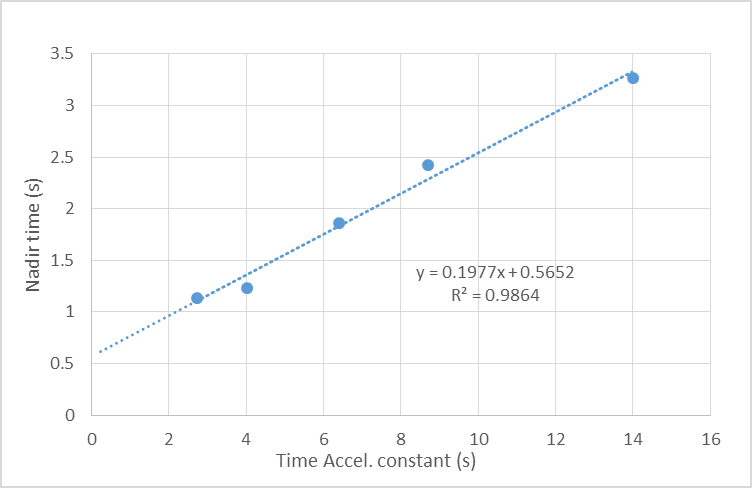 3.5
3
2.5
2
1.5
1
0.5
0
0 2 4 6 8 10 12 14 16
Nadir time (s)
Time Accel. constant (s)
y = 0.1977x + 0.5652
R² = 0.9864